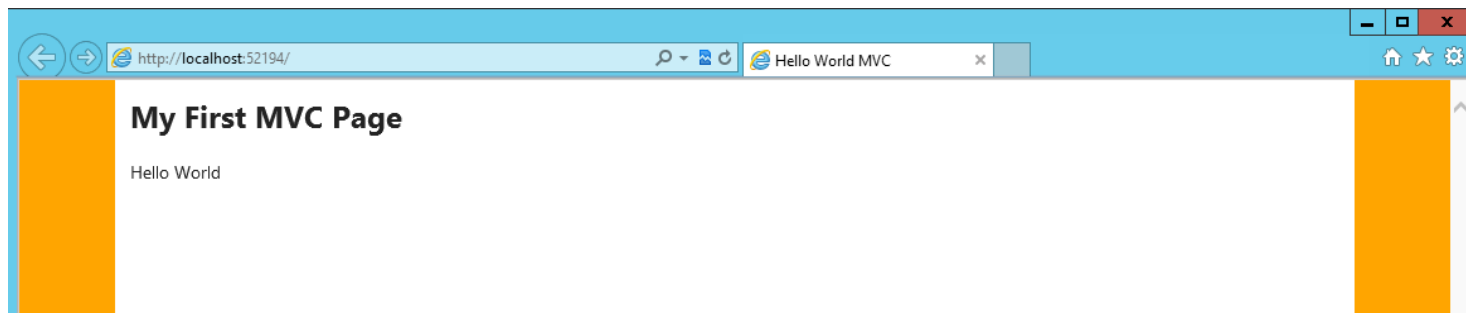 http://localhost:52194/
Hello World MVC
My First MVC Page
Hello World